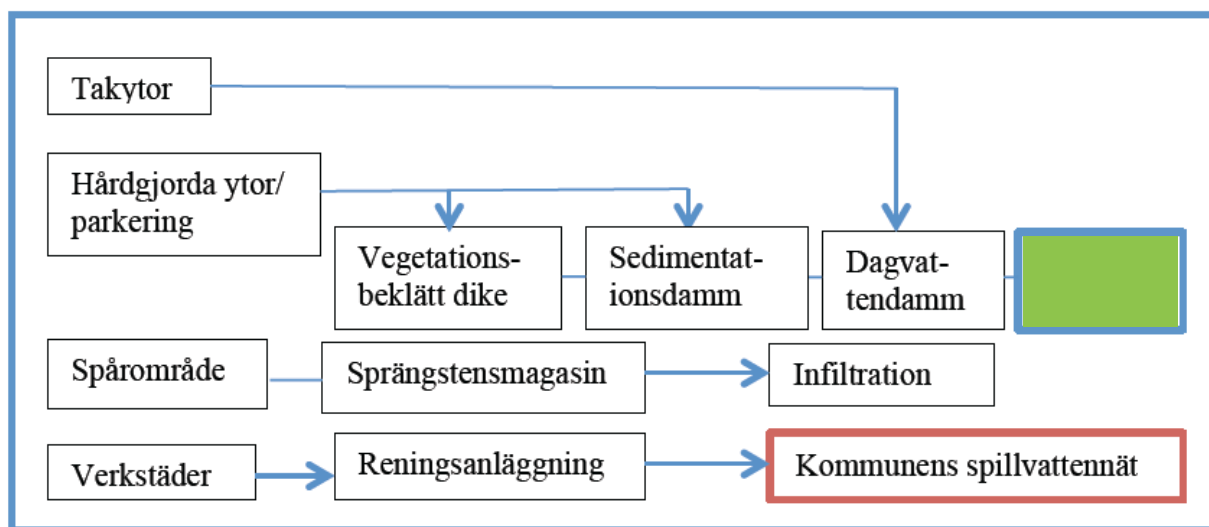 Takytor
Hårdgjorda ytor/
parkering
Vegetations-
beklätt dike
Sedimentat-
ionsdamm
Dagvat-
tendamm
Spårområde
Sprängstensmagasin
Infiltration
Verkstäder
Reningsanläggning
Kommunens spillvattennät